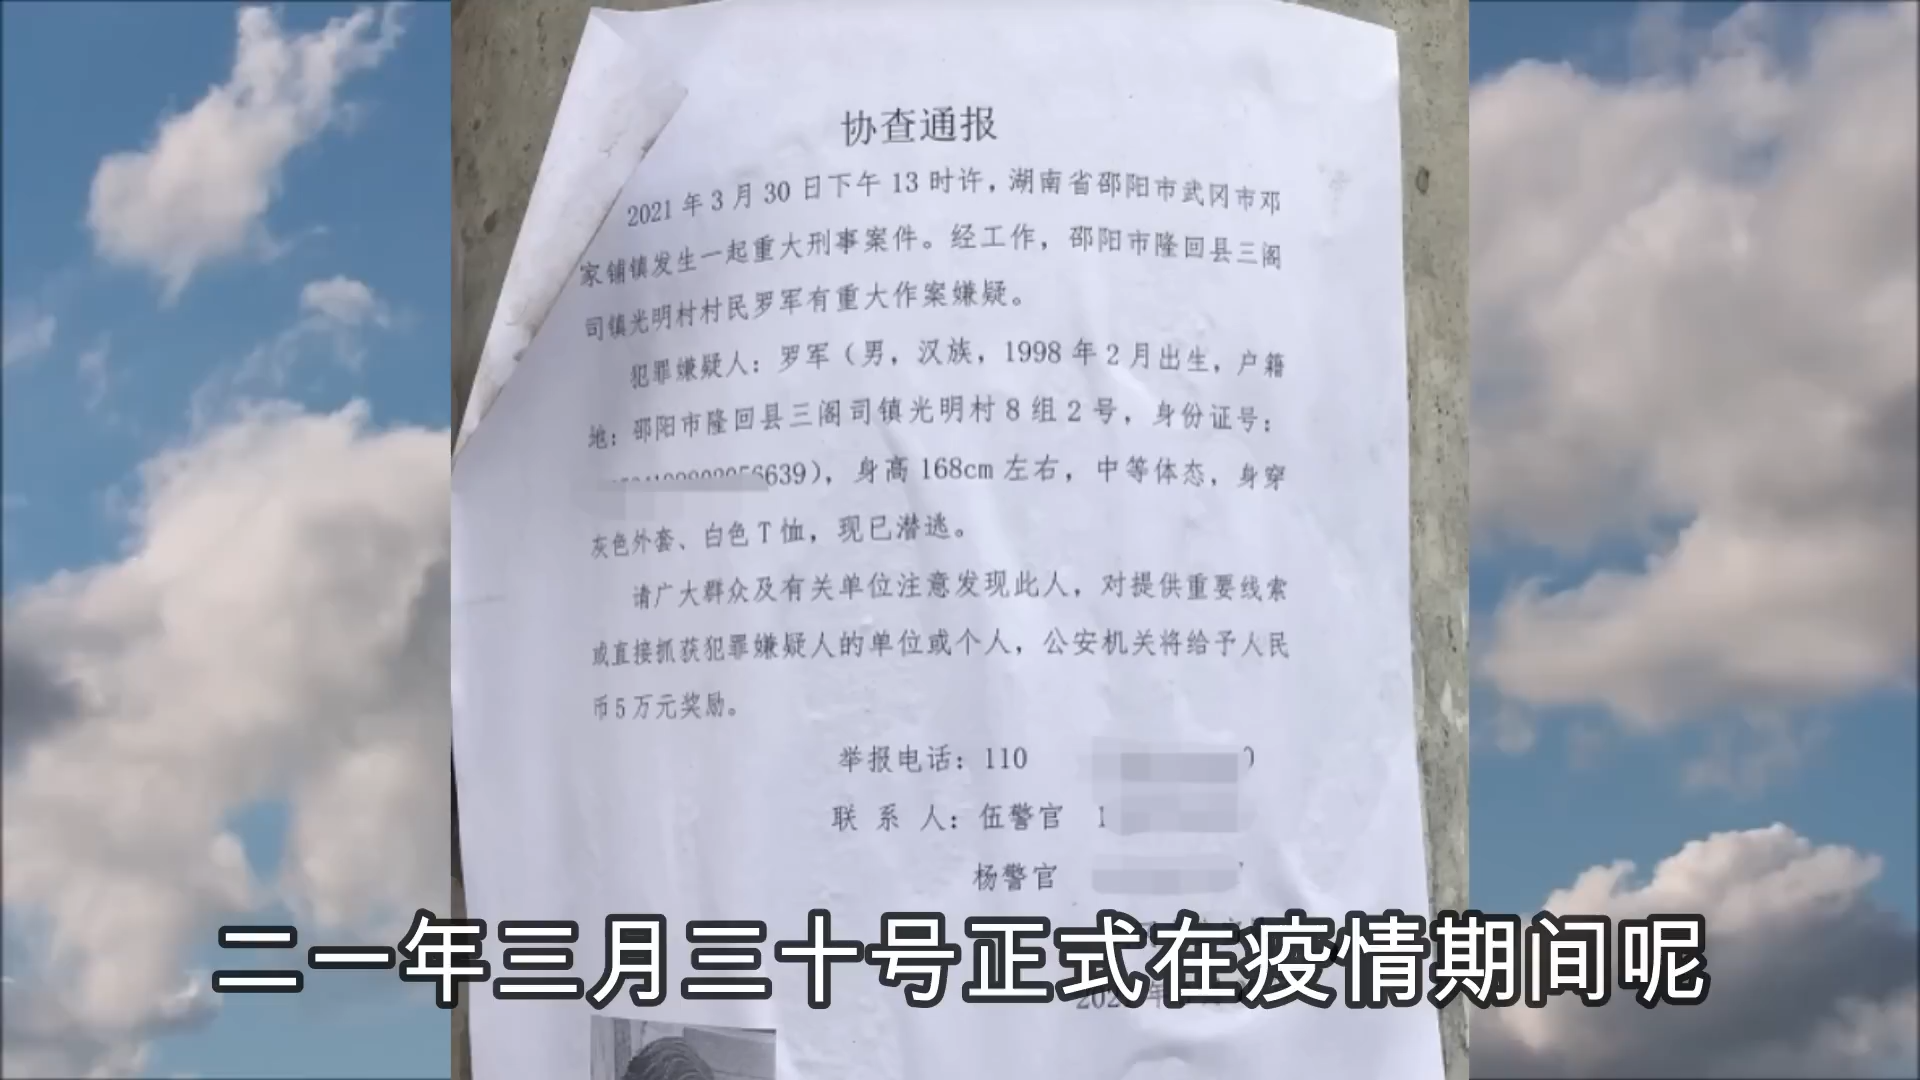 协查通报
2021年3月30日下午13时许，湖南省邵阳市武冈市邓
家铺镇发生一起重大刑事案件。经工作，邵阳市隆回县三阁
司镇光明村村民罗军有重大作案嫌疑。
犯罪嫌疑人：罗军（男，汉族，1998年2月出生，户籍
地：邵阳市隆回县三阁司镇光明村8组2号，身份证号：
6639），身高168cm左右，中等体态，身穿
灰色外套、白色T恤，现已潜逃。
请广大群众及有关单位注意发现此人，对提供重要线索
或直接抓获犯罪嫌疑人的单位或个人，公安机关将给予人民
币5万元奖励。
举报电话：110
联 系 人：伍警官 1
杨警官
二一年三月三十号正式在疫情期间呢